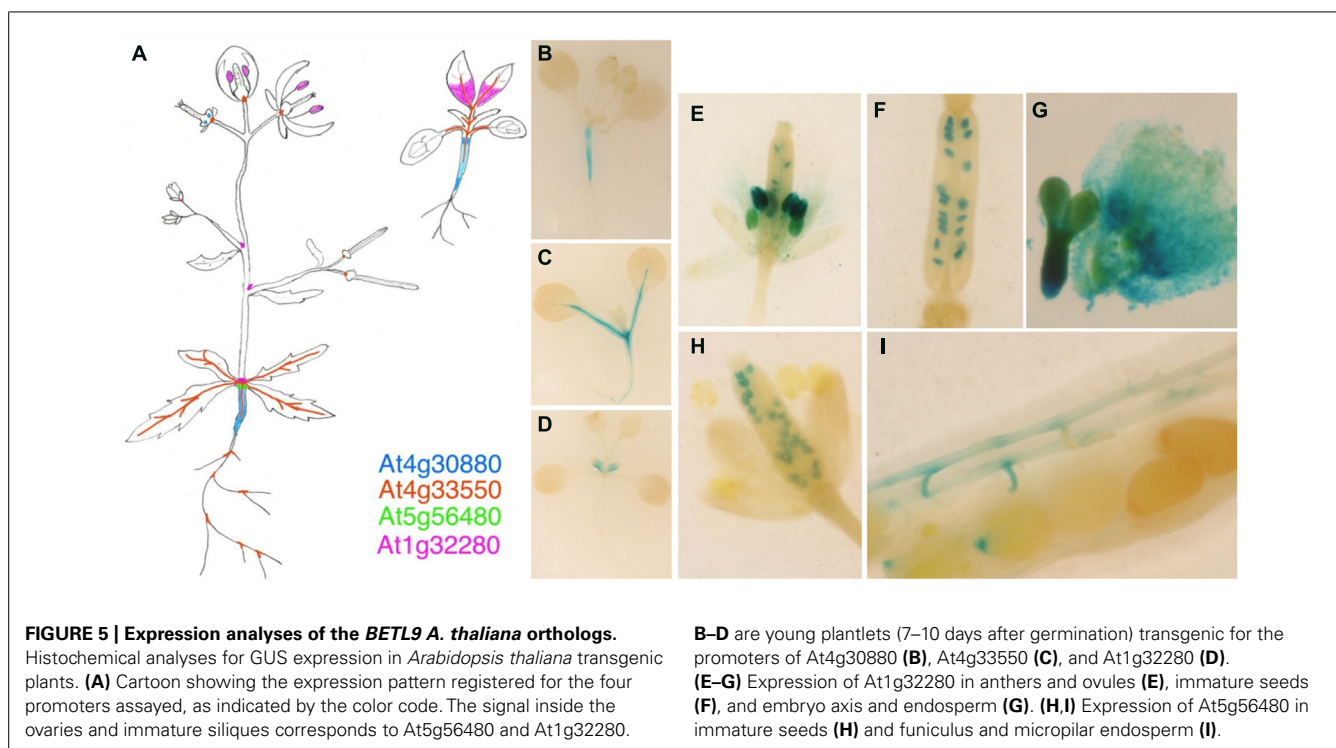 A
B
C
D
E
F
G
H
I
At4g30880
At4g33550
At5g56480
At1g32280
FIGURE 5 | Expression analyses of the BETL9 A. thaliana orthologs.
Histochemical analyses for GUS expression in Arabidopsis thaliana transgenic
plants. (A) Cartoon showing the expression pattern registered for the four
promoters assayed, as indicated by the color code. The signal inside the
ovaries and immature siliques corresponds to At5g56480 and At1g32280.
B–D are young plantlets (7–10 days after germination) transgenic for the
promoters of At4g30880 (B), At4g33550 (C), and At1g32280 (D).
(E–G) Expression of At1g32280 in anthers and ovules (E), immature seeds
(F), and embryo axis and endosperm (G). (H,I) Expression of At5g56480 in
immature seeds (H) and funiculus and micropilar endosperm (I).